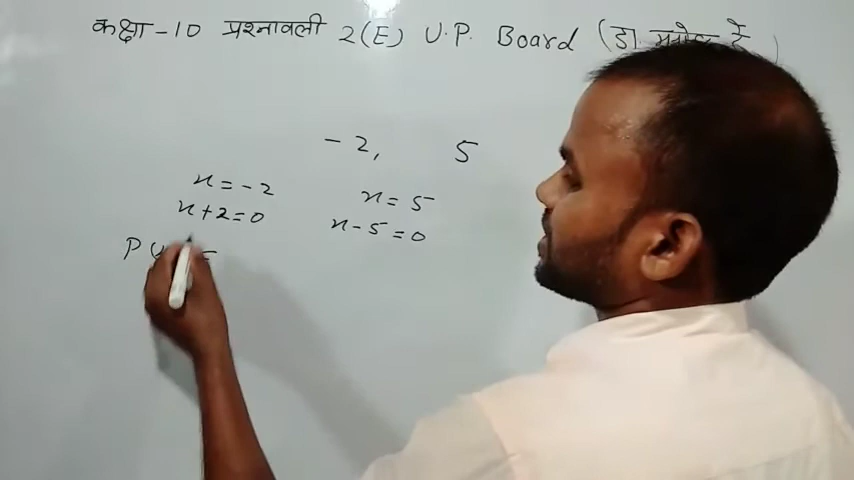 कक्षा-10 प्रश्नावली 2(E) U.P. Board (डा
-2, 5
x = -2 x = 5
x+2=0 x-5=0
P